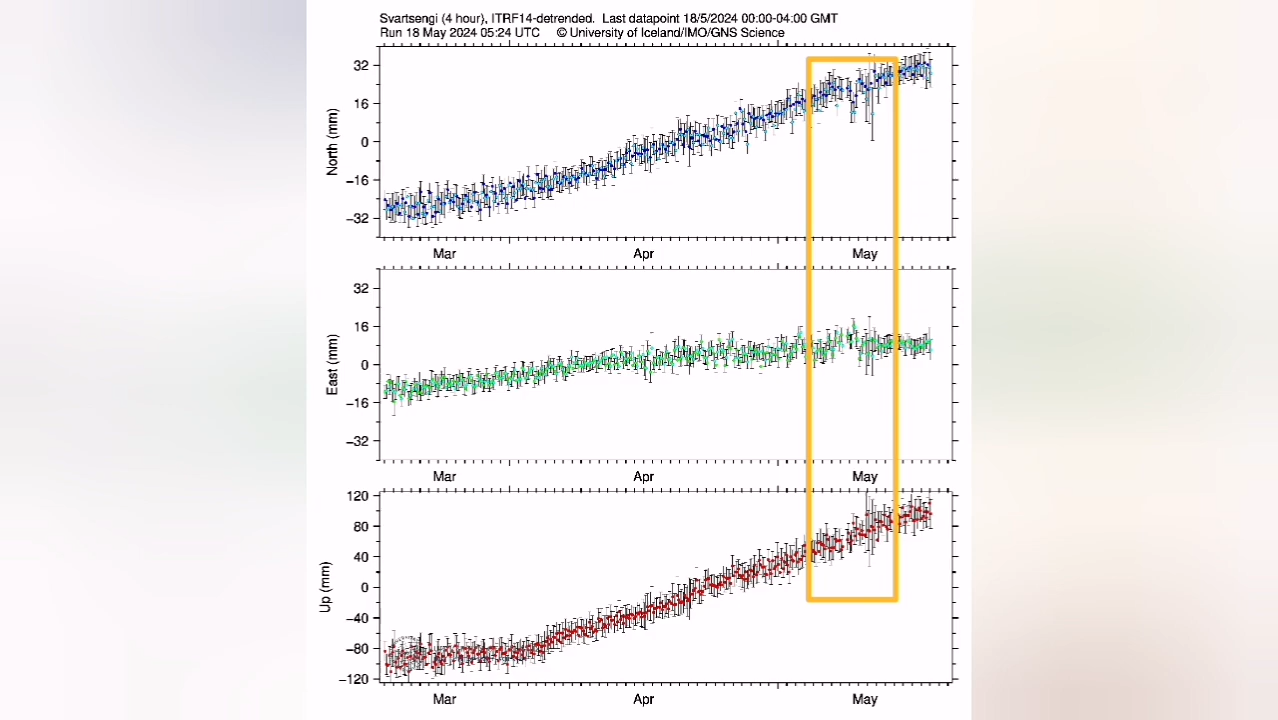 Svartsengi (4 hour), ITRF14-detrended. Last datapoint 18/5/2024 00:00-04:00 GMT
Run 18 May 2024 05:24 UTC © University of Iceland/IMO/GNS Science
North (mm)
32
16
0
−16
−32
Mar Apr May
East (mm)
32
16
0
−16
−32
Mar Apr May
Up (mm)
120
80
40
0
−40
−80
−120
Mar Apr May